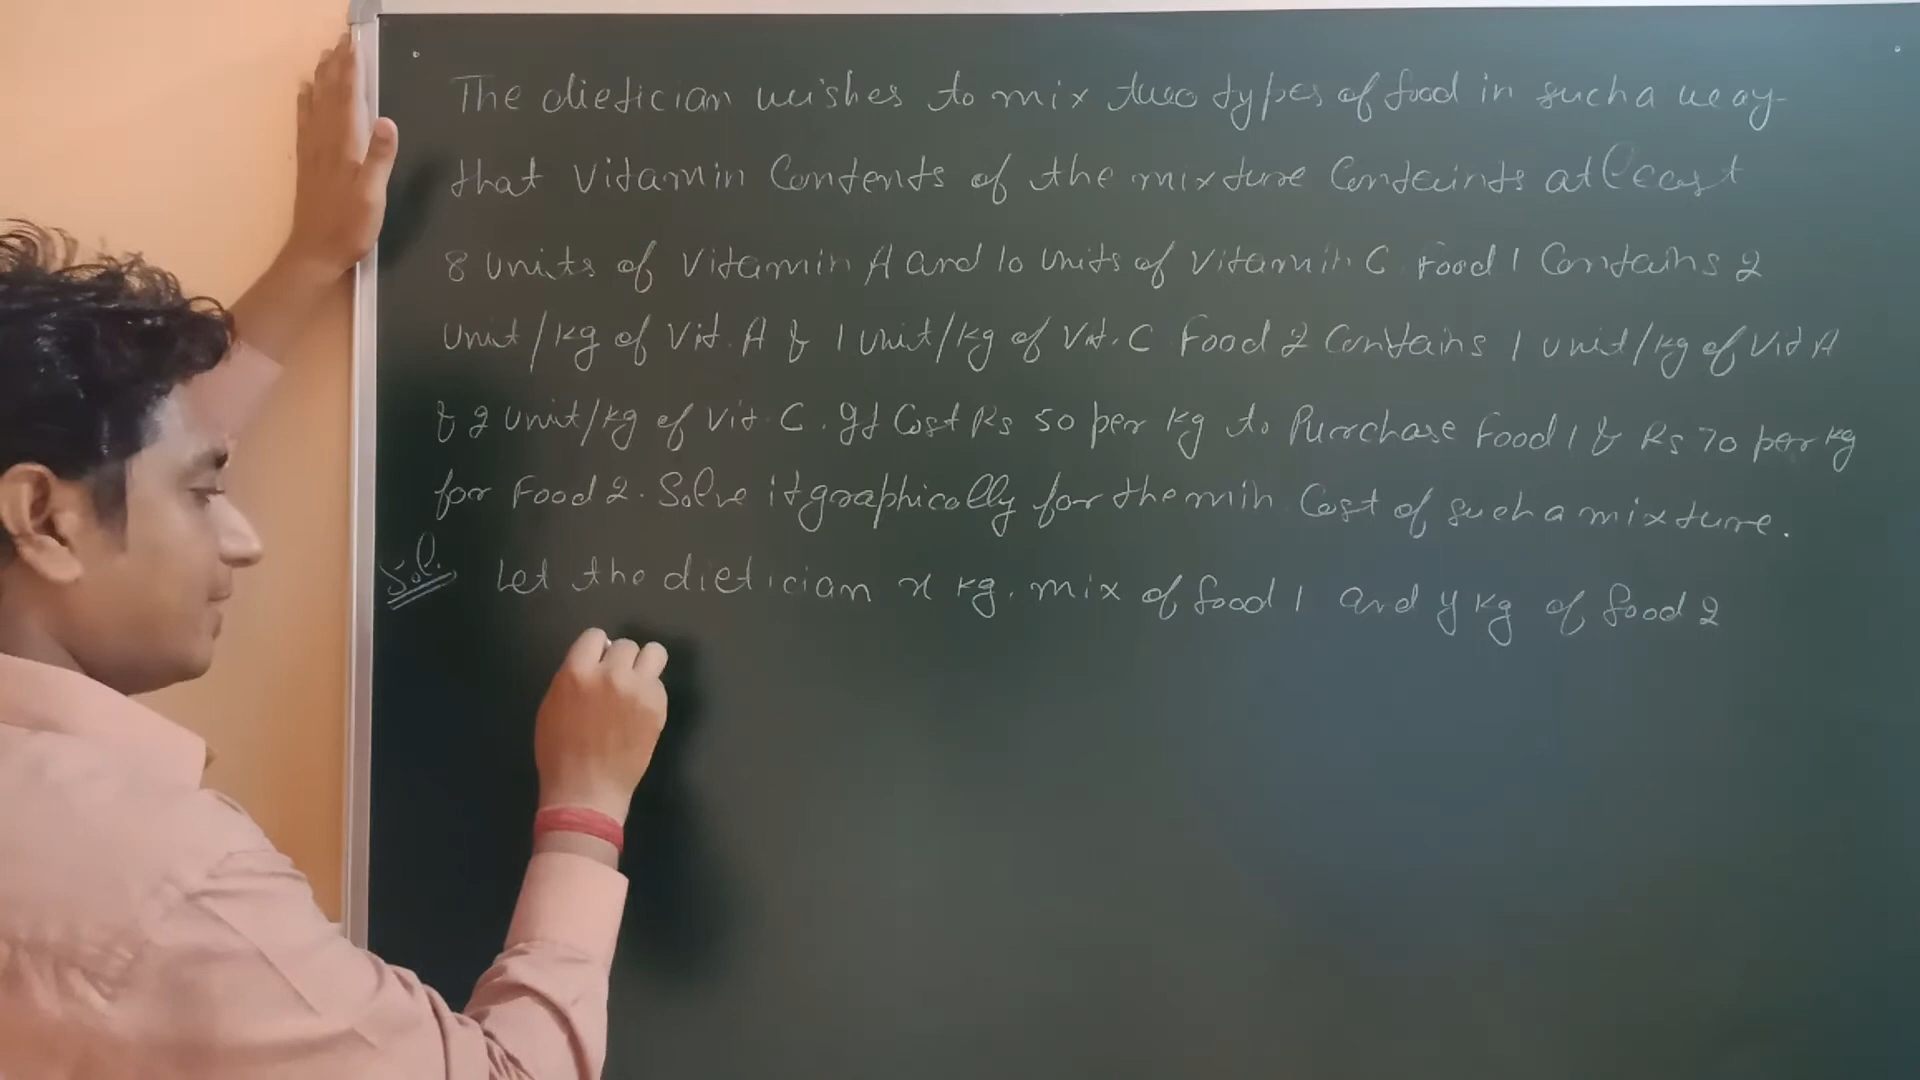 The dietician wishes to mix two types of food in such a way
that vitamin Contents of the mixture Containts atleast
8 units of vitamin A and 10 units of vitamin C Food 1 Contains 2
unit/kg of Vit. A & 1 unit/kg of Vit. C Food 2 Contains 1 unit/kg of Vit A
& 2 unit/kg of Vit. C. It Cost Rs 50 per kg to Purchase Food 1 & Rs 70 per kg
for Food 2. Solve it graphically for the min Cost of such a mixture.
Sol. Let the dietician x kg. mix of food 1 and y kg of food 2